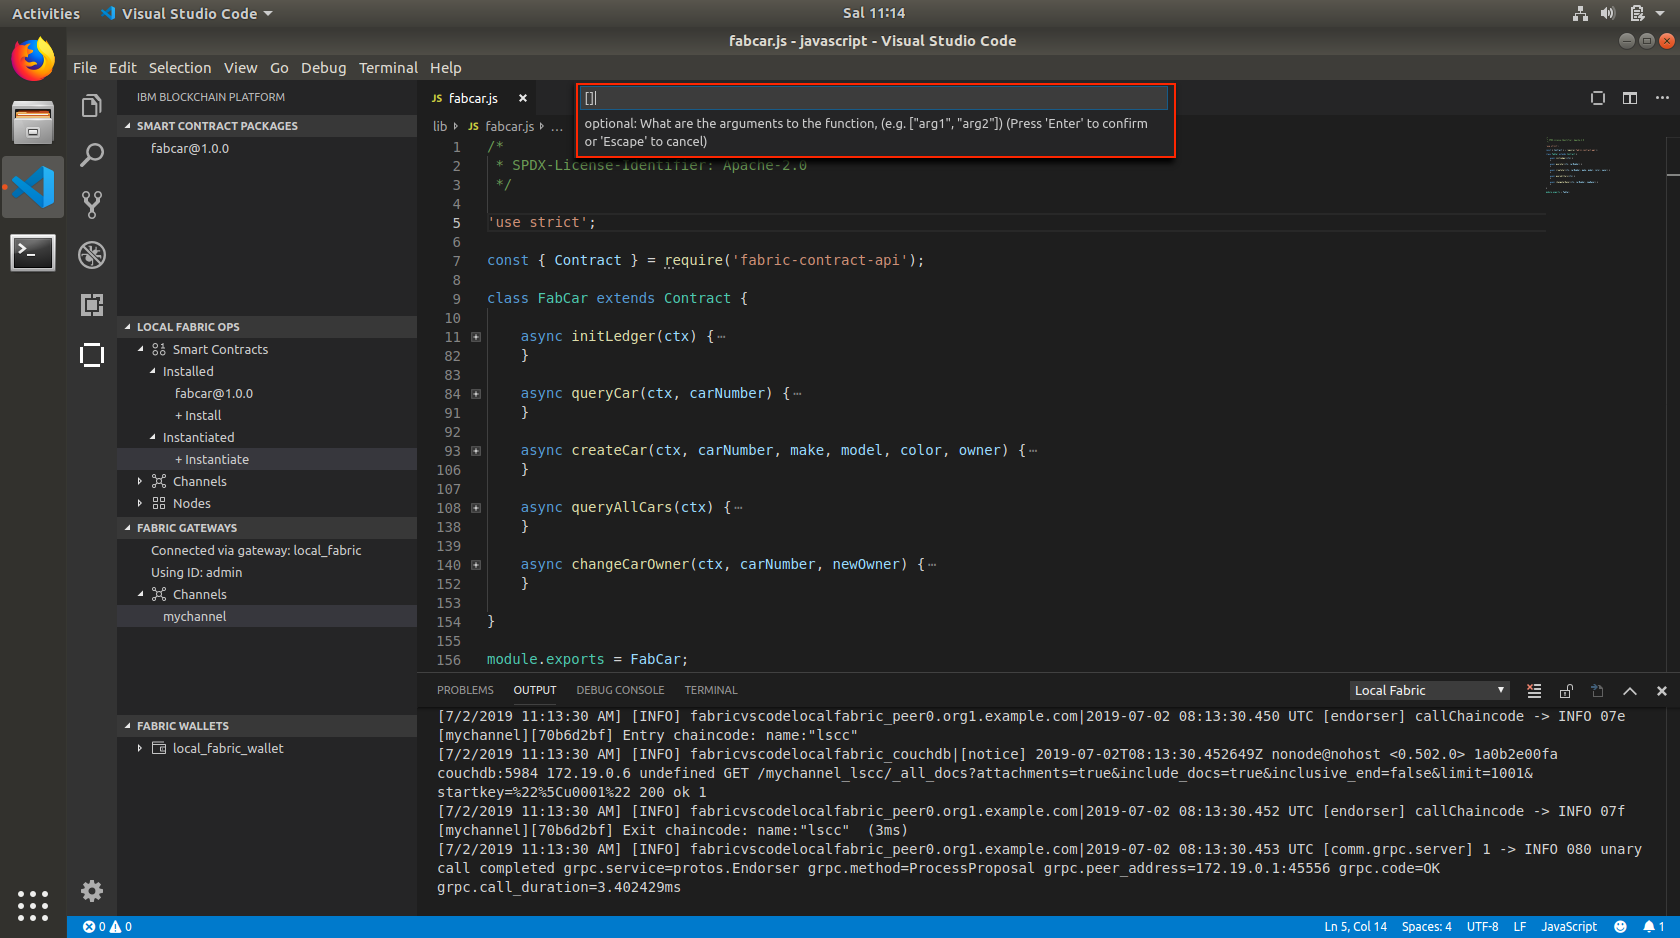 Activities
Visual Studio Code
Sal 11:14
fabcar.js - javascript - Visual Studio Code
File Edit Selection View Go Debug Terminal Help
IBM BLOCKCHAIN PLATFORM
SMART CONTRACT PACKAGES
fabcar@1.0.0
LOCAL FABRIC OPS
Smart Contracts
Installed
fabcar@1.0.0
+ Install
Instantiated
+ Instantiate
Channels
Nodes
FABRIC GATEWAYS
Connected via gateway: local_fabric
Using ID: admin
Channels
mychannel
FABRIC WALLETS
local_fabric_wallet
JS fabcar.js
[]
optional: What are the arguments to the function, (e.g. ["arg1", "arg2"]) (Press 'Enter' to confirm
or 'Escape' to cancel)
lib JS fabcar.js ...
1 /*
2 * SPDX-License-Identifier: Apache-2.0
3 */
4
5 'use strict';
6
7 const { Contract } = require('fabric-contract-api');
8
9 class FabCar extends Contract {
10
11 async initLedger(ctx) {⋯
82 }
83
84 async queryCar(ctx, carNumber) {⋯
91 }
92
93 async createCar(ctx, carNumber, make, model, color, owner) {⋯
106 }
107
108 async queryAllCars(ctx) {⋯
138 }
139
140 async changeCarOwner(ctx, carNumber, newOwner) {⋯
152 }
153
154 }
155
156 module.exports = FabCar;
PROBLEMS OUTPUT DEBUG CONSOLE TERMINAL
Local Fabric
[7/2/2019 11:13:30 AM] [INFO] fabricvscodelocalfabric_peer0.org1.example.com|2019-07-02 08:13:30.450 UTC [endorser] callChaincode -> INFO 07e
[mychannel][70b6d2bf] Entry chaincode: name:"lscc"
[7/2/2019 11:13:30 AM] [INFO] fabricvscodelocalfabric_couchdb|[notice] 2019-07-02T08:13:30.452649Z nonode@nohost <0.502.0> 1a0b2e00fa
couchdb:5984 172.19.0.6 undefined GET /mychannel_lscc/_all_docs?attachments=true&include_docs=true&inclusive_end=false&limit=1001&
startkey=%22%5Cu0001%22 200 ok 1
[7/2/2019 11:13:30 AM] [INFO] fabricvscodelocalfabric_peer0.org1.example.com|2019-07-02 08:13:30.452 UTC [endorser] callChaincode -> INFO 07f
[mychannel][70b6d2bf] Exit chaincode: name:"lscc" (3ms)
[7/2/2019 11:13:30 AM] [INFO] fabricvscodelocalfabric_peer0.org1.example.com|2019-07-02 08:13:30.453 UTC [comm.grpc.server] 1 -> INFO 080 unary
call completed grpc.service=protos.Endorser grpc.method=ProcessProposal grpc.peer_address=172.19.0.1:45556 grpc.code=OK
grpc.call_duration=3.402429ms
0 0
Ln 5, Col 14 Spaces: 4 UTF-8 LF JavaScript 1